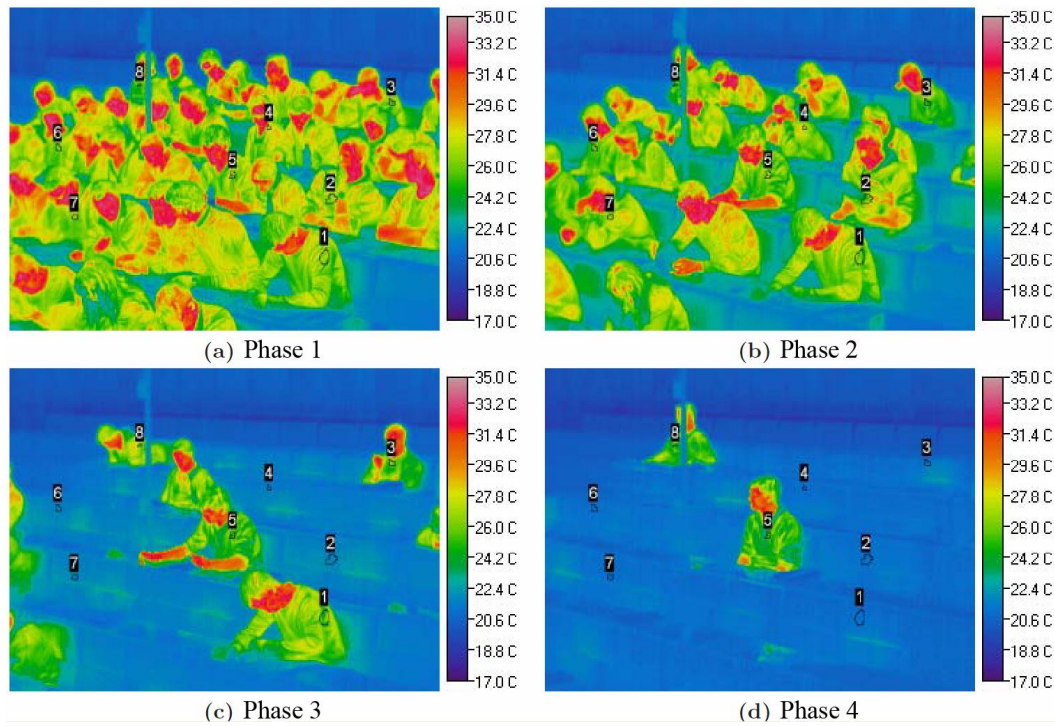 8
3
4
6
5
2
7
1
35.0 C
33.2 C
31.4 C
29.6 C
27.8 C
26.0 C
24.2 C
22.4 C
20.6 C
18.8 C
17.0 C
(a) Phase 1
8
3
4
6
5
2
7
1
35.0 C
33.2 C
31.4 C
29.6 C
27.8 C
26.0 C
24.2 C
22.4 C
20.6 C
18.8 C
17.0 C
(b) Phase 2
8
3
4
6
5
2
7
1
35.0 C
33.2 C
31.4 C
29.6 C
27.8 C
26.0 C
24.2 C
22.4 C
20.6 C
18.8 C
17.0 C
(c) Phase 3
8
3
4
6
5
2
7
1
35.0 C
33.2 C
31.4 C
29.6 C
27.8 C
26.0 C
24.2 C
22.4 C
20.6 C
18.8 C
17.0 C
(d) Phase 4